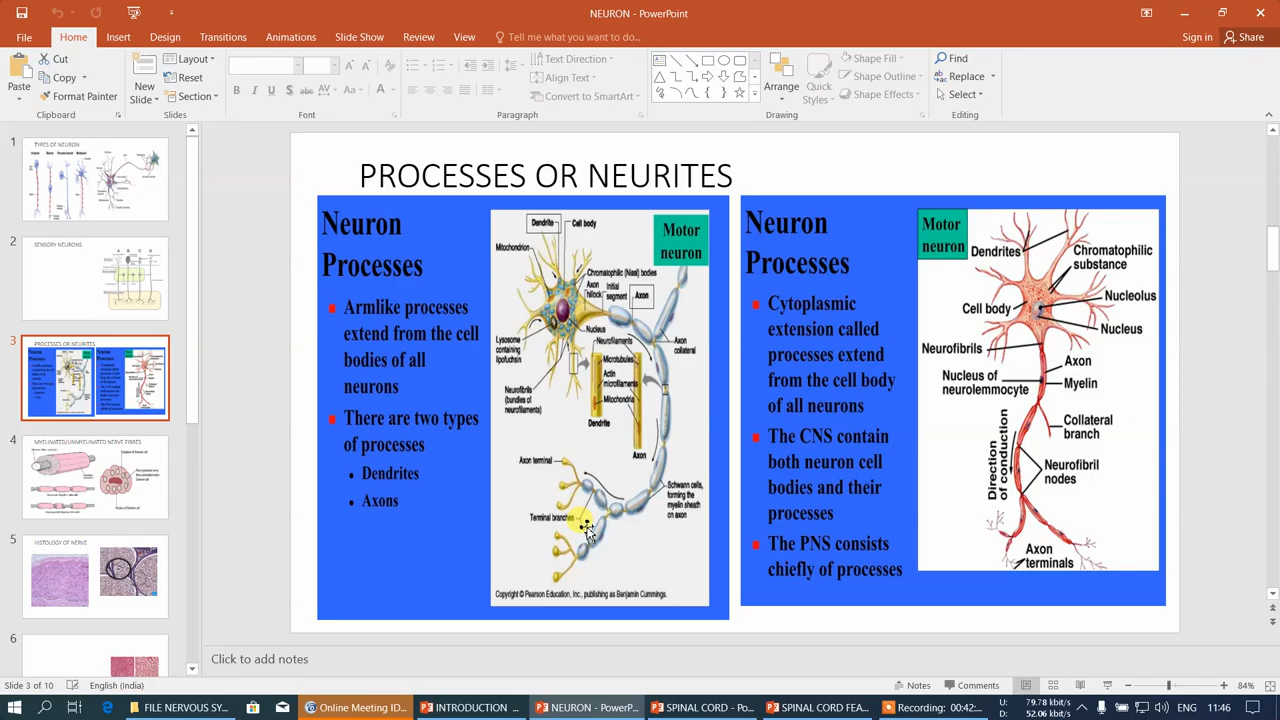 NEURON - PowerPoint
File Home Insert Design Transitions Animations Slide Show Review View Tell me what you want to do... Sign in Share
Paste
Cut
Copy
Format Painter
Clipboard
New
Slide
Layout
Reset
Section
Slides
Font
Text Direction
Align Text
Convert to SmartArt
Paragraph
Arrange
Quick
Styles
Shape Fill
Shape Outline
Shape Effects
Drawing
Find
Replace
Select
Editing
1
TYPES OF NEURON
2
SENSORY NEURONS
3
PROCESSES OR NEURITES
4
MYELINATED/UNMYELINATED NERVE FIBRES
5
HISTOLOGY OF NERVE
6
PROCESSES OR NEURITES
Neuron
Processes
Armlike processes
extend from the cell
bodies of all
neurons
There are two types
of processes
Dendrites
Axons
Motor
neuron
Dendrite
Cell body
Mitochondrion
Chromatophilic (Nissl) bodies
Axon
hillock
Initial
segment
Axon
Nucleus
Lysosome
containing
lipofuchsin
Neurofilaments
Axon
collateral
Microtubules
Actin
microfilaments
Mitochondria
Neurofibrils
(bundles of
neurofilaments)
Dendrite
Axon
Axon terminal
Schwann cells,
forming the
myelin sheath
on axon
Terminal branches
Copyright © Pearson Education, Inc., publishing as Benjamin Cummings.
Neuron
Processes
Cytoplasmic
extension called
processes extend
from the cell body
of all neurons
The CNS contain
both neuron cell
bodies and their
processes
The PNS consists
chiefly of processes
Motor
neuron
Dendrites
Chromatophilic
substance
Cell body
Nucleolus
Nucleus
Neurofibrils
Axon
Nucleus of
neurolemmocyte
Myelin
Collateral
branch
Direction
of conduction
Neurofibril
nodes
Axon
terminals
Click to add notes
Slide 3 of 10 English (India) Notes Comments 84%
FILE NERVOUS SY... Online Meeting ID... INTRODUCTION ... NEURON - PowerP... SPINAL CORD - Po... SPINAL CORD FEA... Recording: 00:42:... U: 79.78 kB/s
D: 52.06 kB/s ENG 11:46